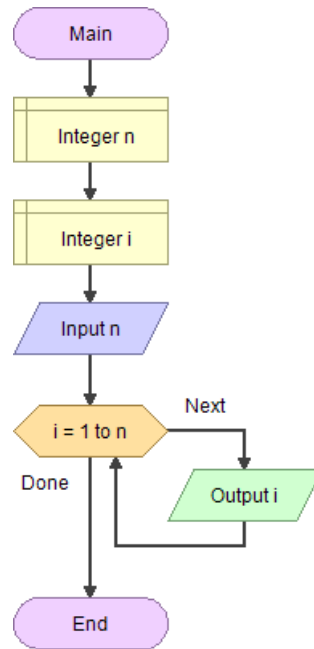 Main
Integer n
Integer i
Input n
i = 1 to n
Next
Done
Output i
End